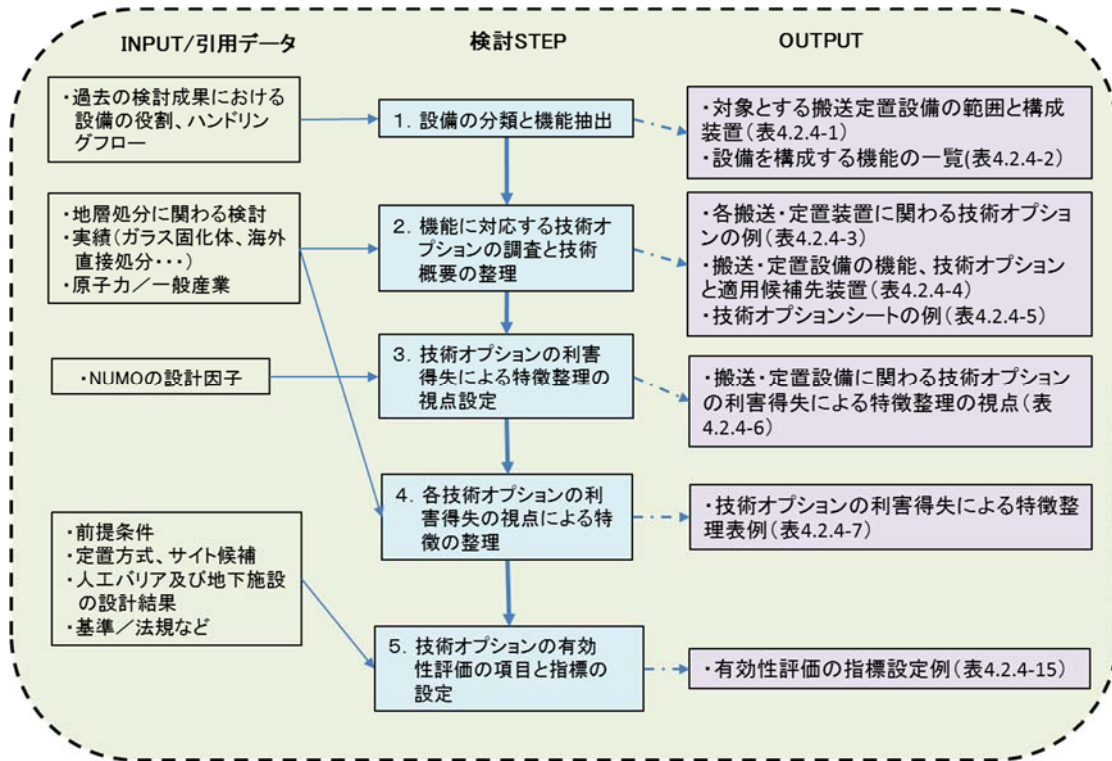 INPUT/引用データ
検討STEP
OUTPUT
・過去の検討成果における
設備の役割、ハンドリン
グフロー
1. 設備の分類と機能抽出
・対象とする搬送定置設備の範囲と構成
装置(表4.2.4-1)
・設備を構成する機能の一覧(表4.2.4-2)
・地層処分に関わる検討
・実績(ガラス固化体、海外
直接処分・・・)
・原子力/一般産業
2. 機能に対応する技術オ
プションの調査と技術
概要の整理
・各搬送・定置装置に関わる技術オプショ
ンの例(表4.2.4-3)
・搬送・定置設備の機能、技術オプション
と適用候補先装置(表4.2.4-4)
・技術オプションシートの例(表4.2.4-5)
・NUMOの設計因子
3. 技術オプションの利害
得失による特徴整理の
視点設定
・搬送・定置設備に関わる技術オプション
の利害得失による特徴整理の視点(表
4.2.4-6)
4. 各技術オプションの利
害得失の視点による特
徴の整理
・技術オプションの利害得失による特徴整
理表例(表4.2.4-7)
・前提条件
・定置方式、サイト候補
・人工バリア及び地下施設
の設計結果
・基準/法規など
5. 技術オプションの有効
性評価の項目と指標の
設定
・有効性評価の指標設定例(表4.2.4-15)